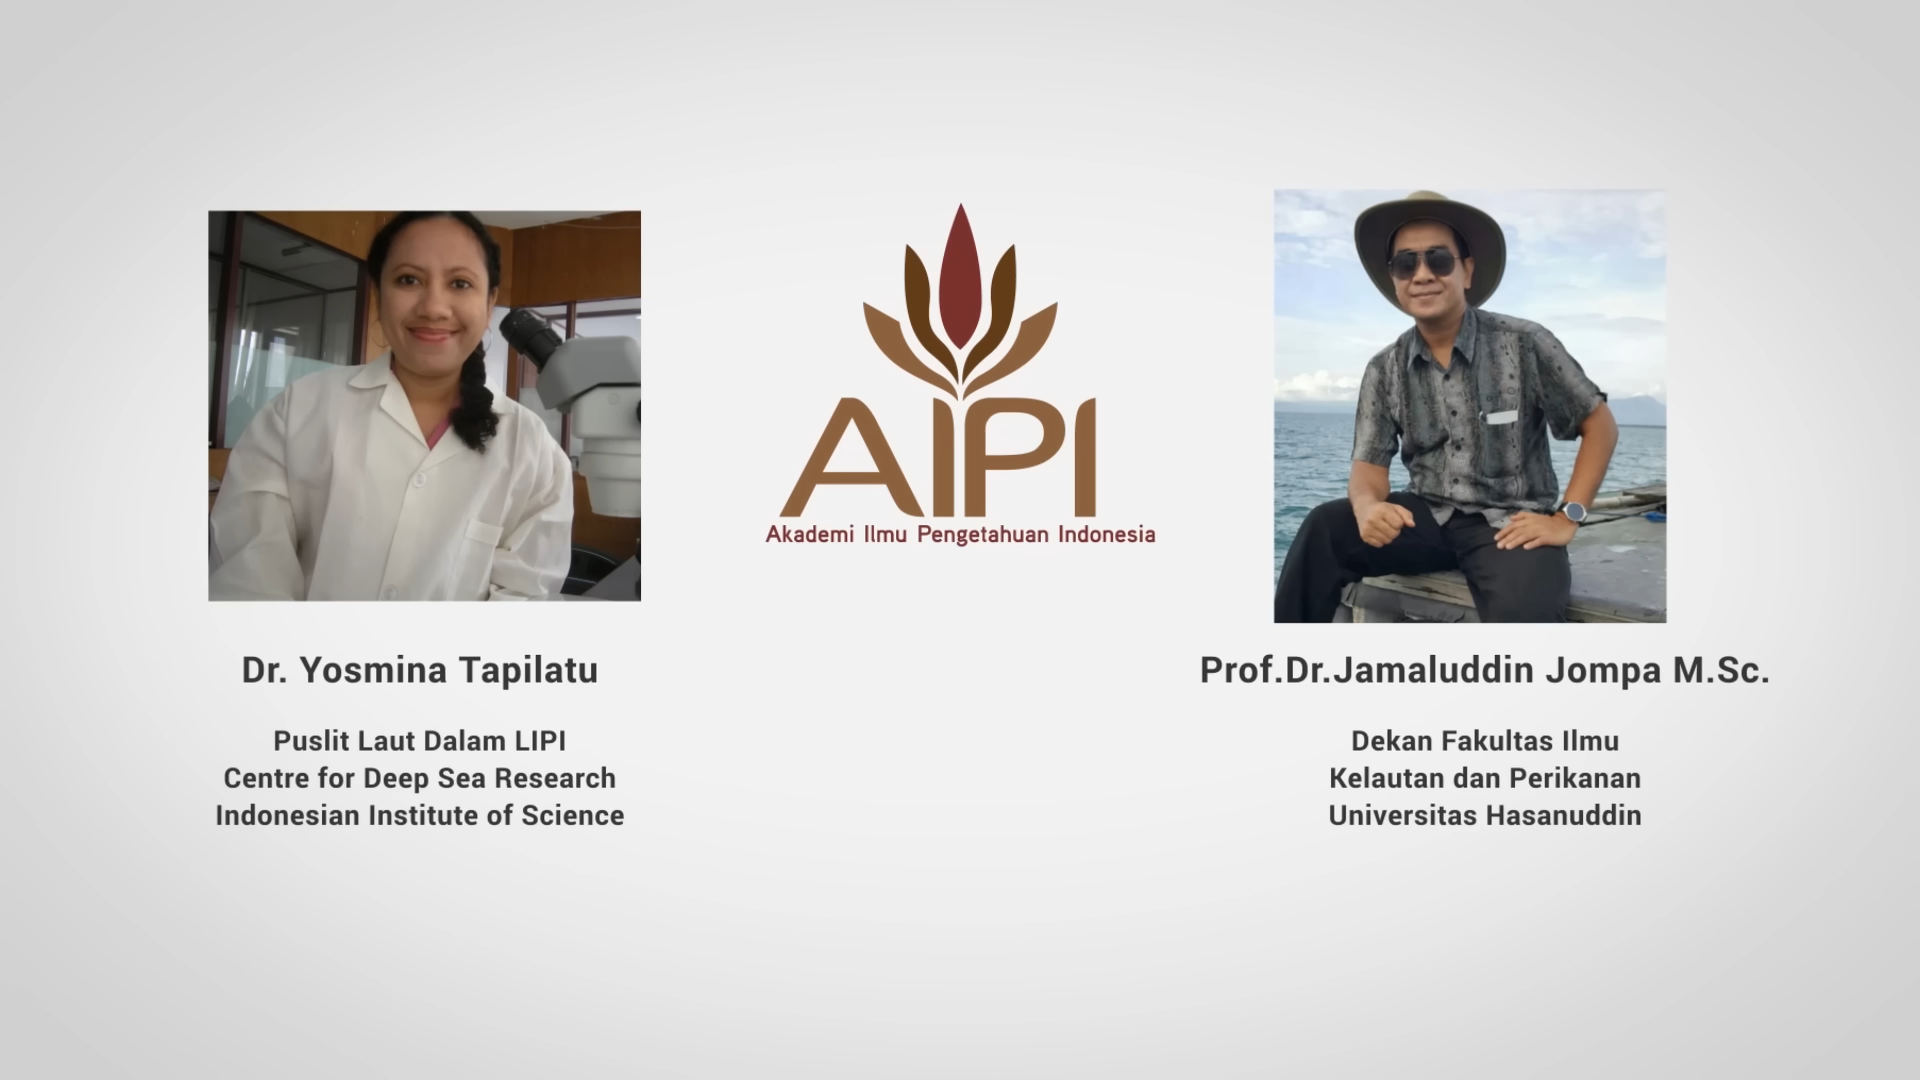 AIPI
Akademi Ilmu Pengetahuan Indonesia
Dr. Yosmina Tapilatu
Puslit Laut Dalam LIPI
Centre for Deep Sea Research
Indonesian Institute of Science
Prof.Dr.Jamaluddin Jompa M.Sc.
Dekan Fakultas Ilmu
Kelautan dan Perikanan
Universitas Hasanuddin